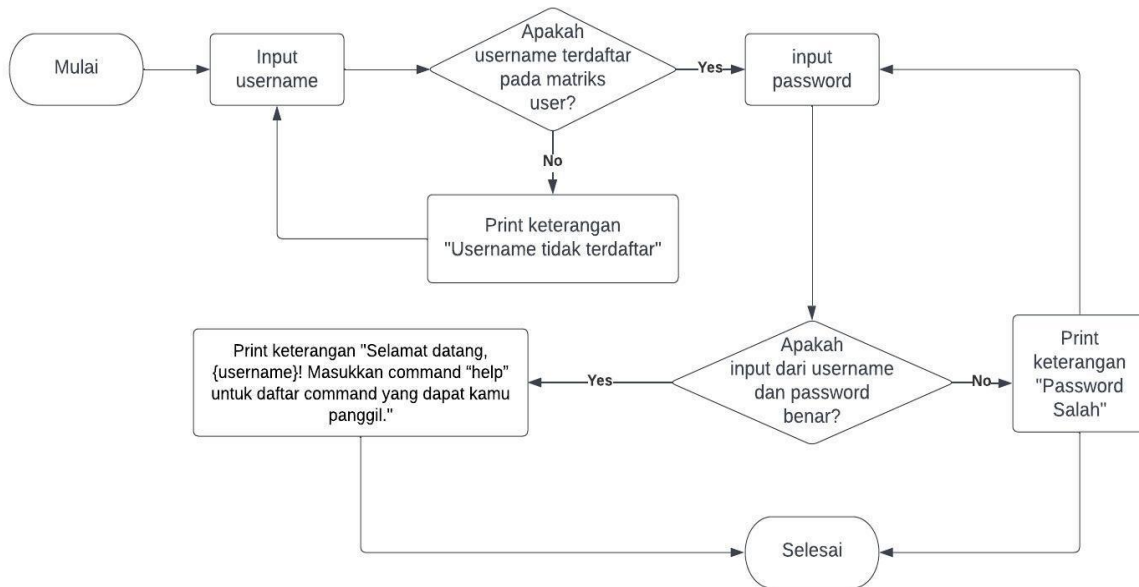 Mulai
Input
username
Apakah
username terdaftar
pada matriks
user?
Yes
input
password
No
Print keterangan
"Username tidak terdaftar"
Print keterangan "Selamat datang,
{username}! Masukkan command “help”
untuk daftar command yang dapat kamu
panggil."
Yes
Apakah
input dari username
dan password
benar?
No
Print
keterangan
"Password
Salah"
Selesai